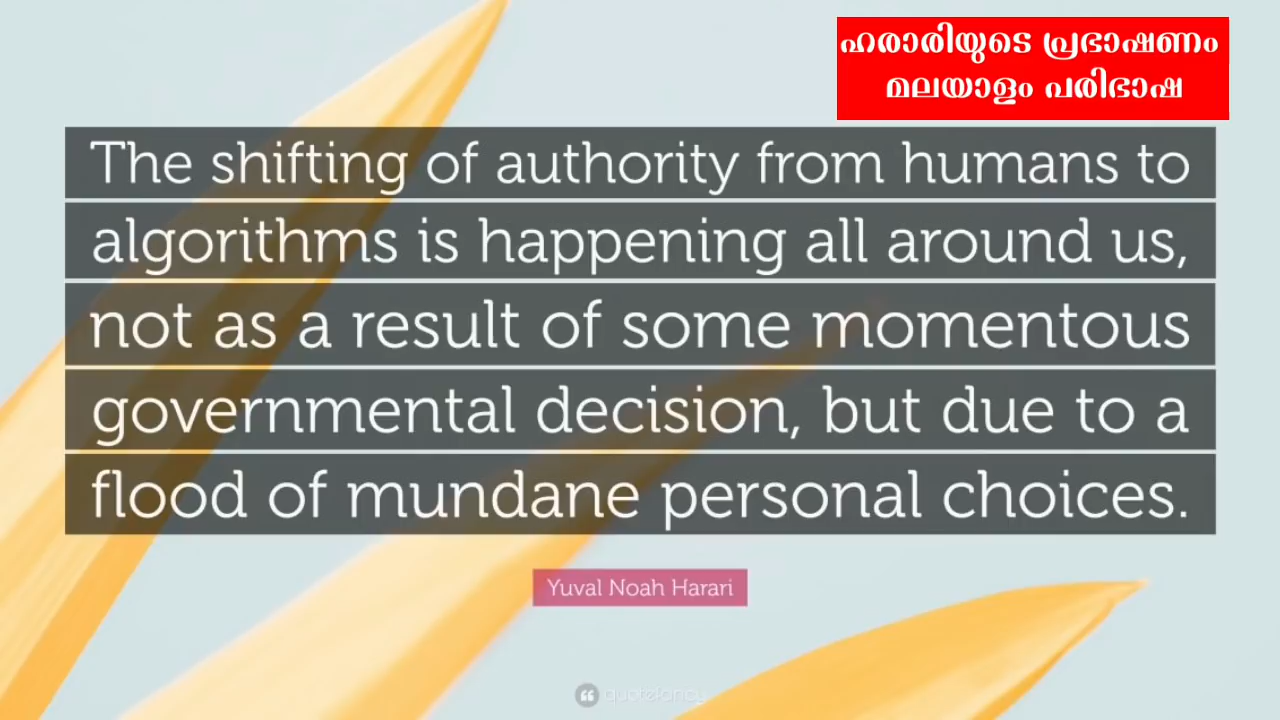 ഹരാരിയുടെ പ്രഭാഷണം
മലയാളം പരിഭാഷ
The shifting of authority from humans to
algorithms is happening all around us,
not as a result of some momentous
governmental decision, but due to a
flood of mundane personal choices.
Yuval Noah Harari
quotefancy